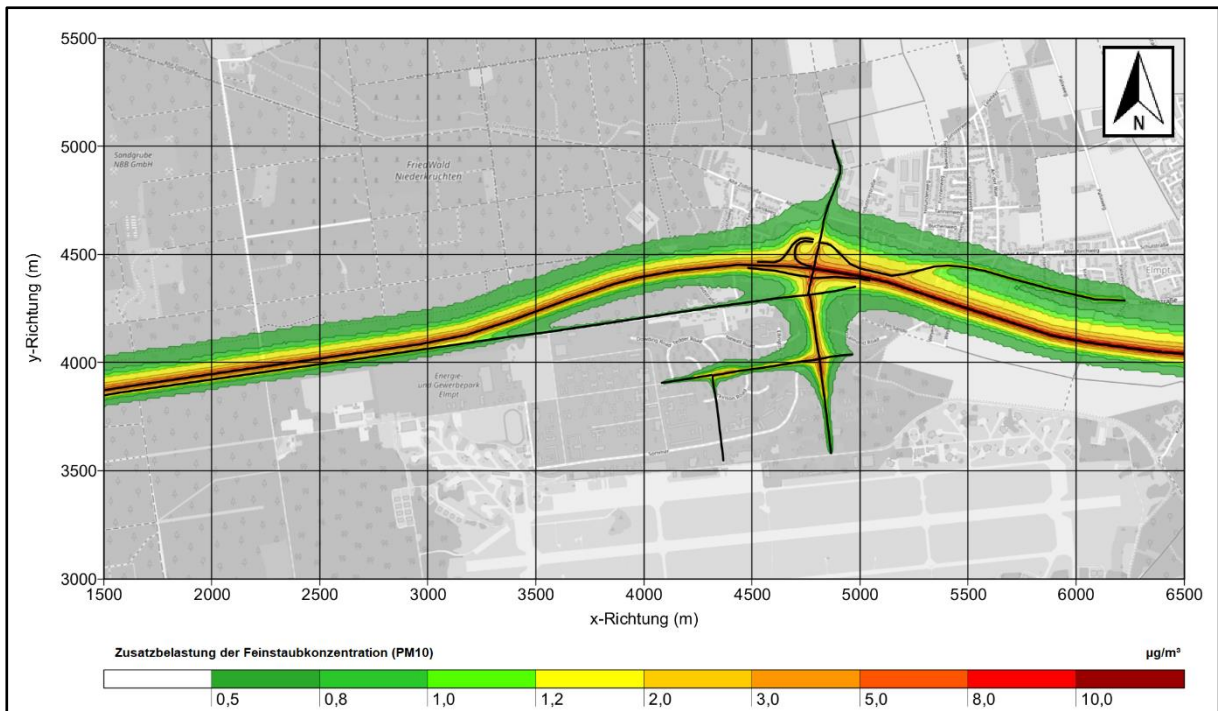 5500
5000
4500
4000
3500
3000
y-Richtung (m)
Sandgrube
NBB GmbH
FriedWald
Niederkrüchten
Elmpt
Energie-
und Gewerbepark
Elmpt
N
1500 2000 2500 3000 3500 4000 4500 5000 5500 6000 6500
x-Richtung (m)
Zusatzbelastung der Feinstaubkonzentration (PM10) µg/m³
0,5 0,8 1,0 1,2 2,0 3,0 5,0 8,0 10,0